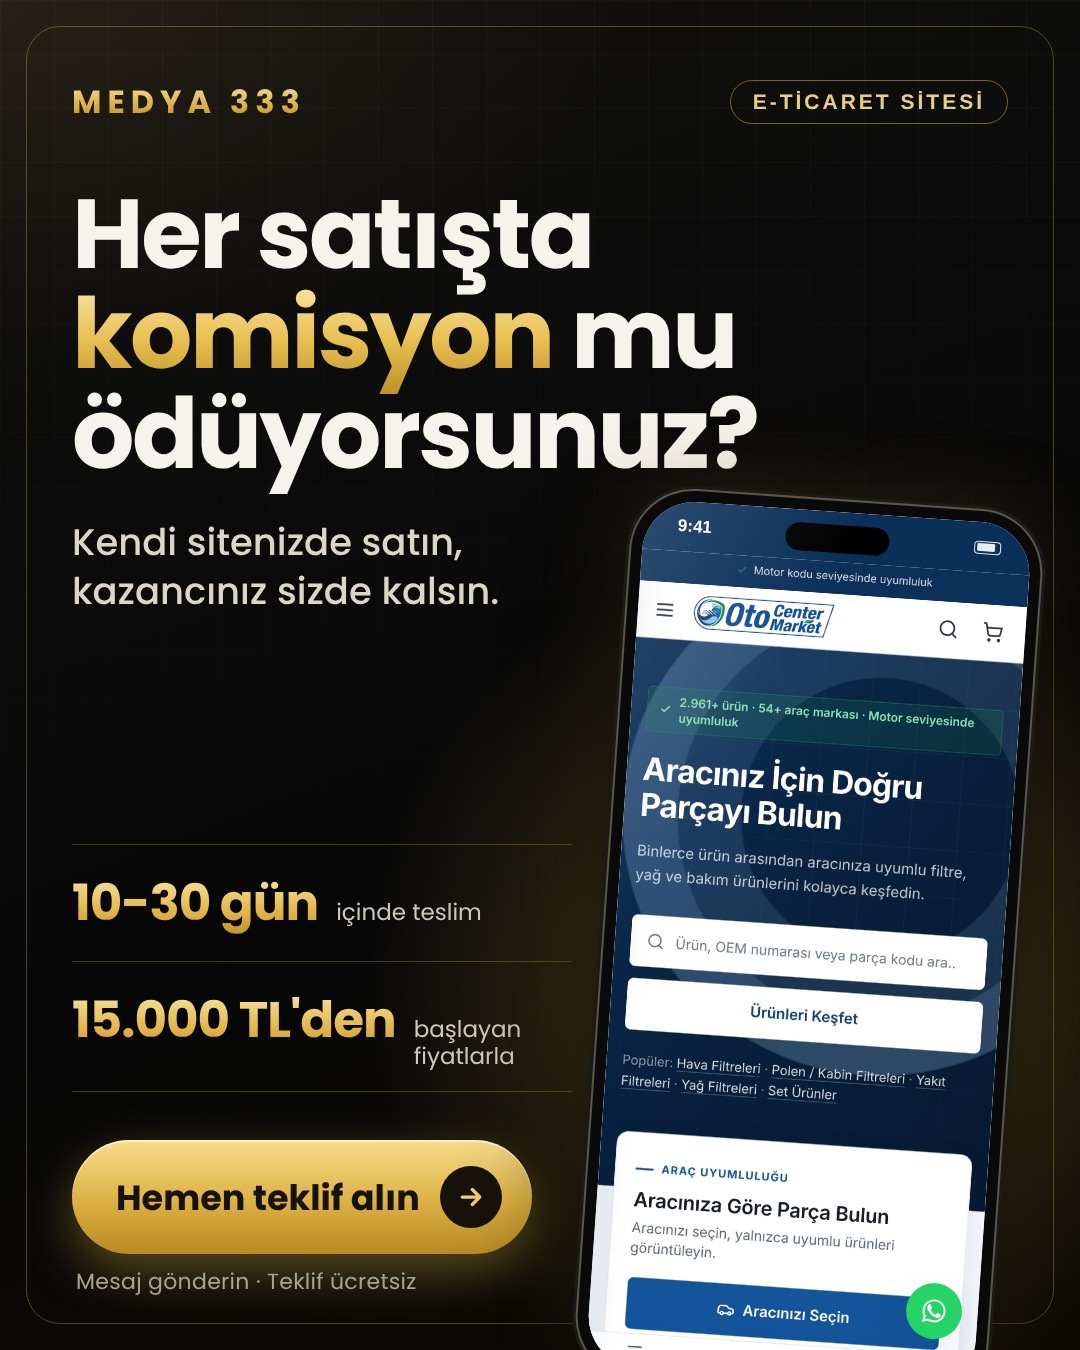 MEDYA 333
E-TİCARET SİTESİ
Her satışta
komisyon mu
ödüyorsunuz?
Kendi sitenizde satın,
kazancınız sizde kalsın.
10-30 gün içinde teslim
15.000 TL'den başlayan
fiyatlarla
Hemen teklif alın
Mesaj gönderin · Teklif ücretsiz
9:41
Motor kodu seviyesinde uyumluluk
Oto Center
Market
2.961+ ürün · 54+ araç markası · Motor seviyesinde
uyumluluk
Aracınız İçin Doğru
Parçayı Bulun
Binlerce ürün arasından aracınıza uyumlu filtre,
yağ ve bakım ürünlerini kolayca keşfedin.
Ürün, OEM numarası veya parça kodu ara..
Ürünleri Keşfet
Popüler: Hava Filtreleri · Polen / Kabin Filtreleri · Yakıt
Filtreleri · Yağ Filtreleri · Set Ürünler
ARAÇ UYUMLULUĞU
Aracınıza Göre Parça Bulun
Aracınızı seçin, yalnızca uyumlu ürünleri
görüntüleyin.
Aracınızı Seçin